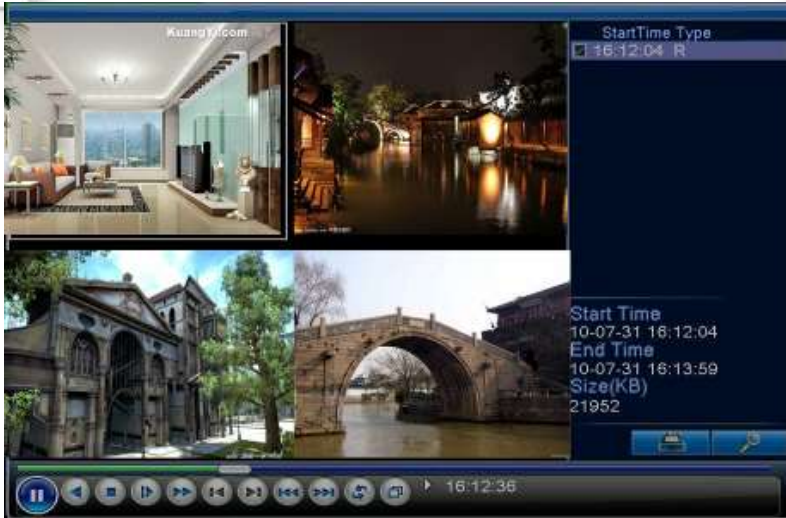 KuangYi.com
StartTime Type
16:12:04 R
Start Time
10-07-31 16:12:04
End Time
10-07-31 16:13:59
Size(KB)
21952
16:12:36